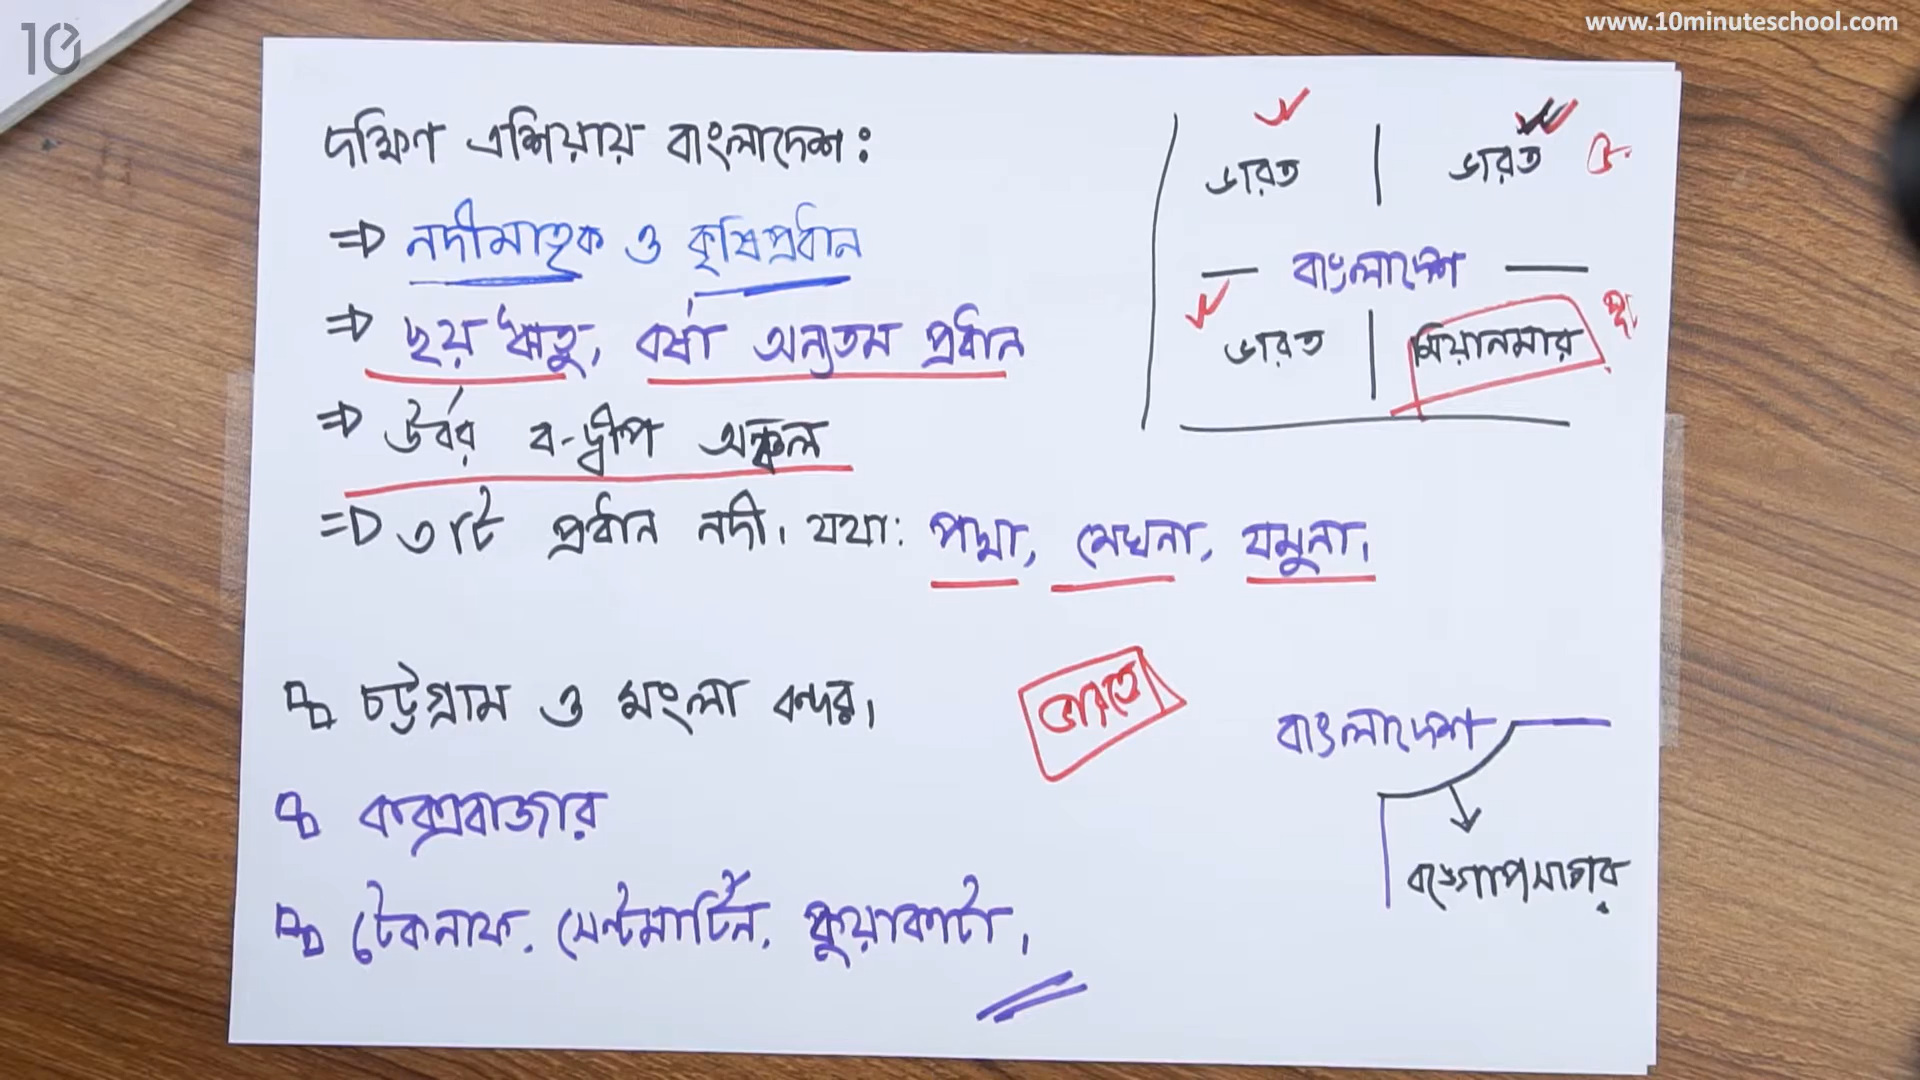 10
www.10minuteschool.com
দক্ষিণ এশিয়ায় বাংলাদেশ:
⇒ নদীমাতৃক ও কৃষিপ্রধান
⇒ ছয় ঋতু, বর্ষা অন্যতম প্রধান
⇒ উর্বর ব-দ্বীপ অঞ্চল
⇒ ৩টি প্রধান নদী। যথা: পদ্মা, মেঘনা, যমুনা।
চট্টগ্রাম ও মংলা বন্দর।
কক্সবাজার
টেকনাফ, সেন্টমার্টিন, কুয়াকাটা।
ভারত | ভারত
— বাংলাদেশ —
ভারত | মিয়ানমার
বাংলাদেশ
বঙ্গোপসাগর